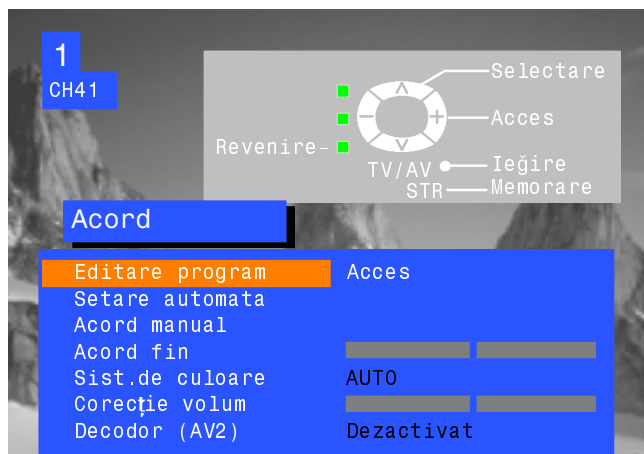 1
CH41
Selectare
Acces
Revenire
TV/AV
Ieğire
STR
Memorare
Acord
Editare program Acces
Setare automata
Acord manual
Acord fin
Sist.de culoare AUTO
Corecţie volum
Decodor (AV2) Dezactivat